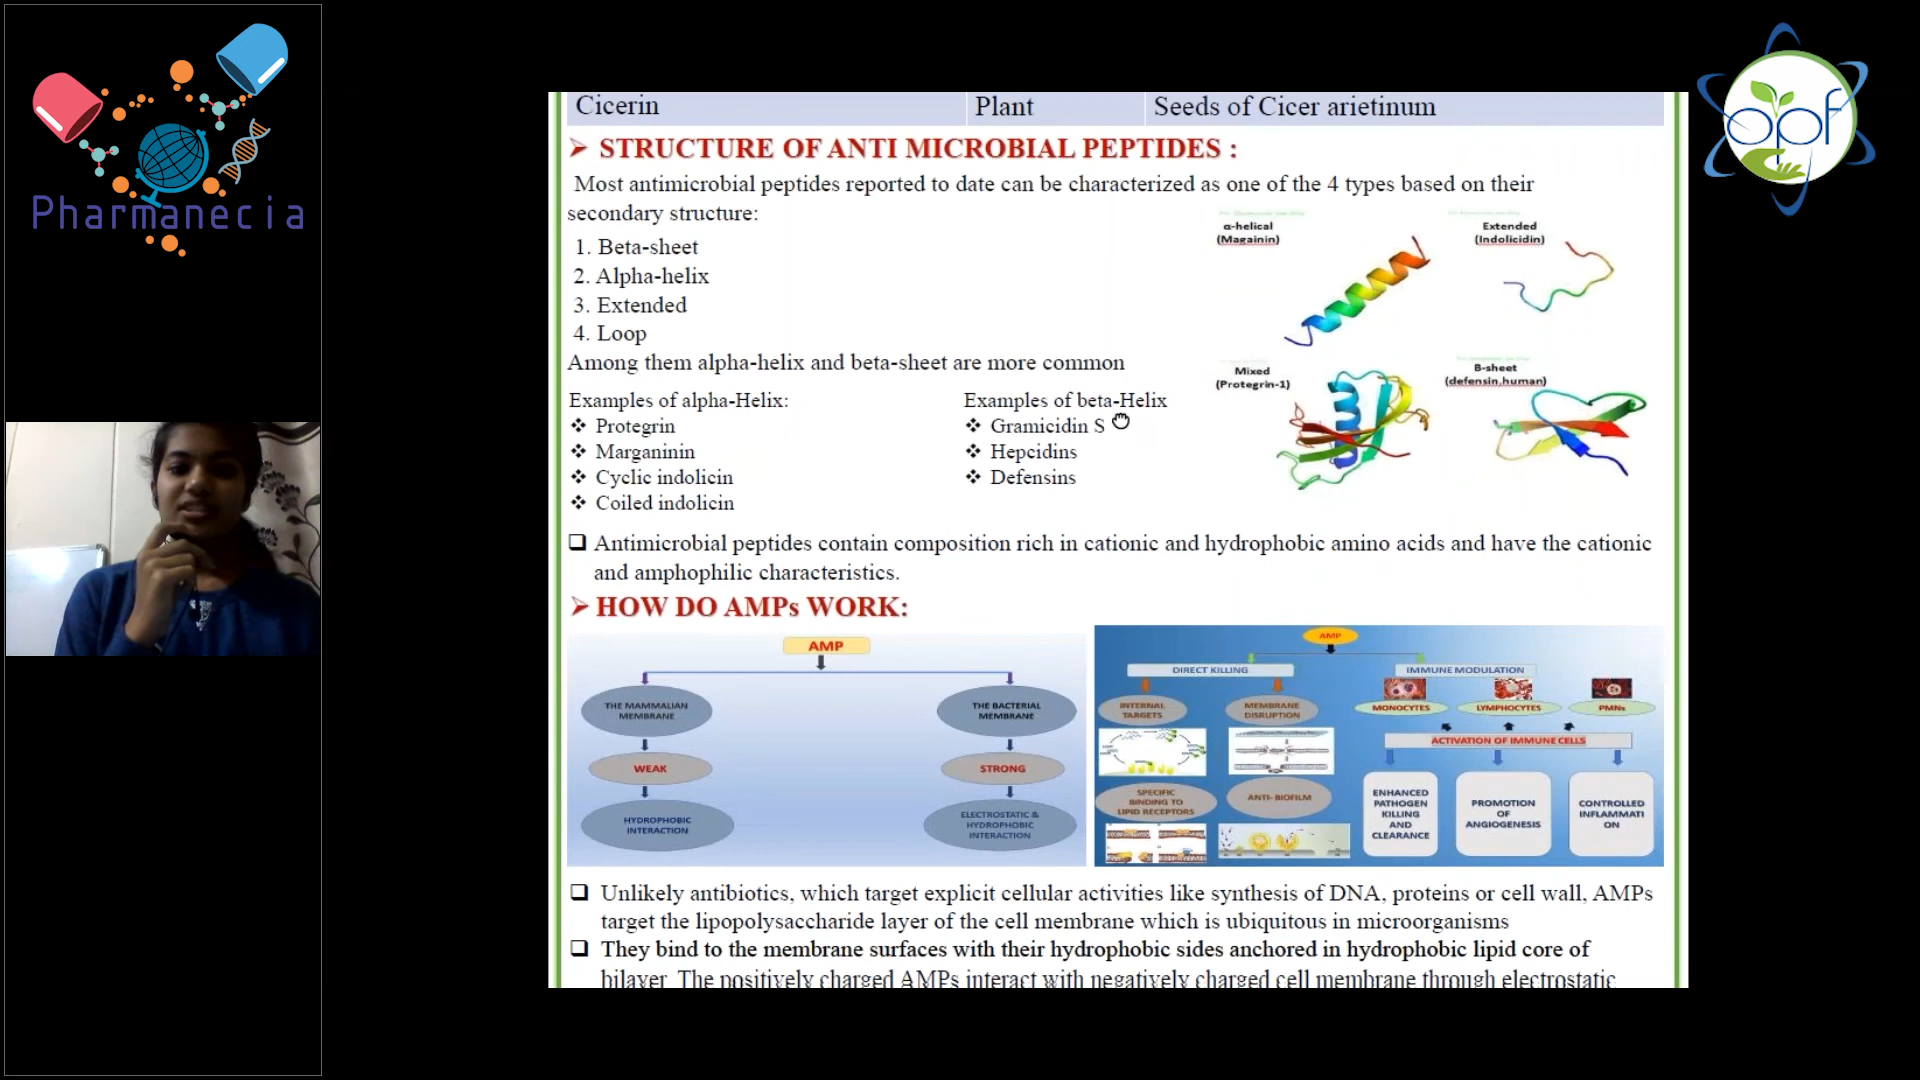 Pharmanecia
opf
Cicerin Plant Seeds of Cicer arietinum
➢ STRUCTURE OF ANTI MICROBIAL PEPTIDES :
Most antimicrobial peptides reported to date can be characterized as one of the 4 types based on their
secondary structure:
1. Beta-sheet
2. Alpha-helix
3. Extended
4. Loop
Among them alpha-helix and beta-sheet are more common
α-helical
(Magainin)
Extended
(Indolicidin)
Mixed
(Protegrin-1)
B-sheet
(defensin,human)
Examples of alpha-Helix:
❖ Protegrin
❖ Marganinin
❖ Cyclic indolicin
❖ Coiled indolicin
Examples of beta-Helix
❖ Gramicidin S
❖ Hepcidins
❖ Defensins
❑ Antimicrobial peptides contain composition rich in cationic and hydrophobic amino acids and have the cationic
and amphophilic characteristics.
➢ HOW DO AMPs WORK:
AMP
THE MAMMALIAN
MEMBRANE
WEAK
HYDROPHOBIC
INTERACTION
THE BACTERIAL
MEMBRANE
STRONG
ELECTROSTATIC &
HYDROPHOBIC
INTERACTION
AMP
DIRECT KILLING
INTERNAL
TARGETS
MEMBRANE
DISRUPTION
SPECIFIC
BINDING TO
LIPID RECEPTORS
ANTI- BIOFILM
IMMUNE MODULATION
MONOCYTES
LYMPHOCYTES
PMNs
ACTIVATION OF IMMUNE CELLS
ENHANCED
PATHOGEN
KILLING
AND
CLEARANCE
PROMOTION
OF
ANGIOGENESIS
CONTROLLED
INFLAMMATI
ON
❑ Unlikely antibiotics, which target explicit cellular activities like synthesis of DNA, proteins or cell wall, AMPs
target the lipopolysaccharide layer of the cell membrane which is ubiquitous in microorganisms
❑ They bind to the membrane surfaces with their hydrophobic sides anchored in hydrophobic lipid core of
bilayer. The positively charged AMPs interact with negatively charged cell membrane through electrostatic